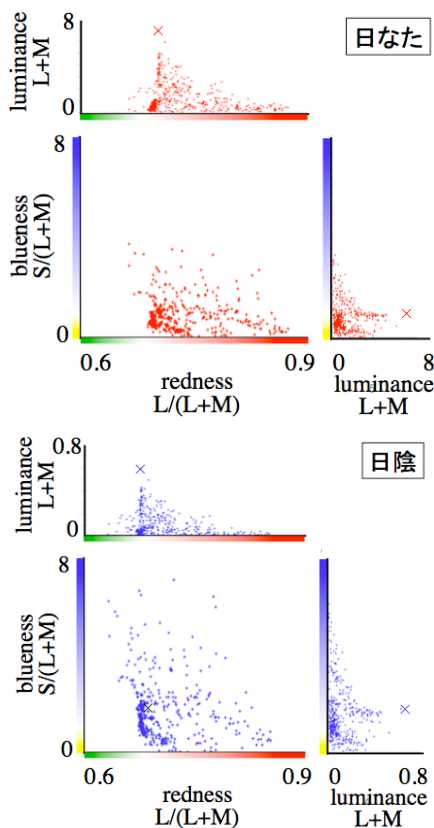 luminance
L+M
8
0
日なた
blueness
S/(L+M)
8
0
0.6
0.9
redness
L/(L+M)
0
8
luminance
L+M
luminance
L+M
0.8
0
日陰
blueness
S/(L+M)
8
0
0.6
0.9
redness
L/(L+M)
0
0.8
luminance
L+M